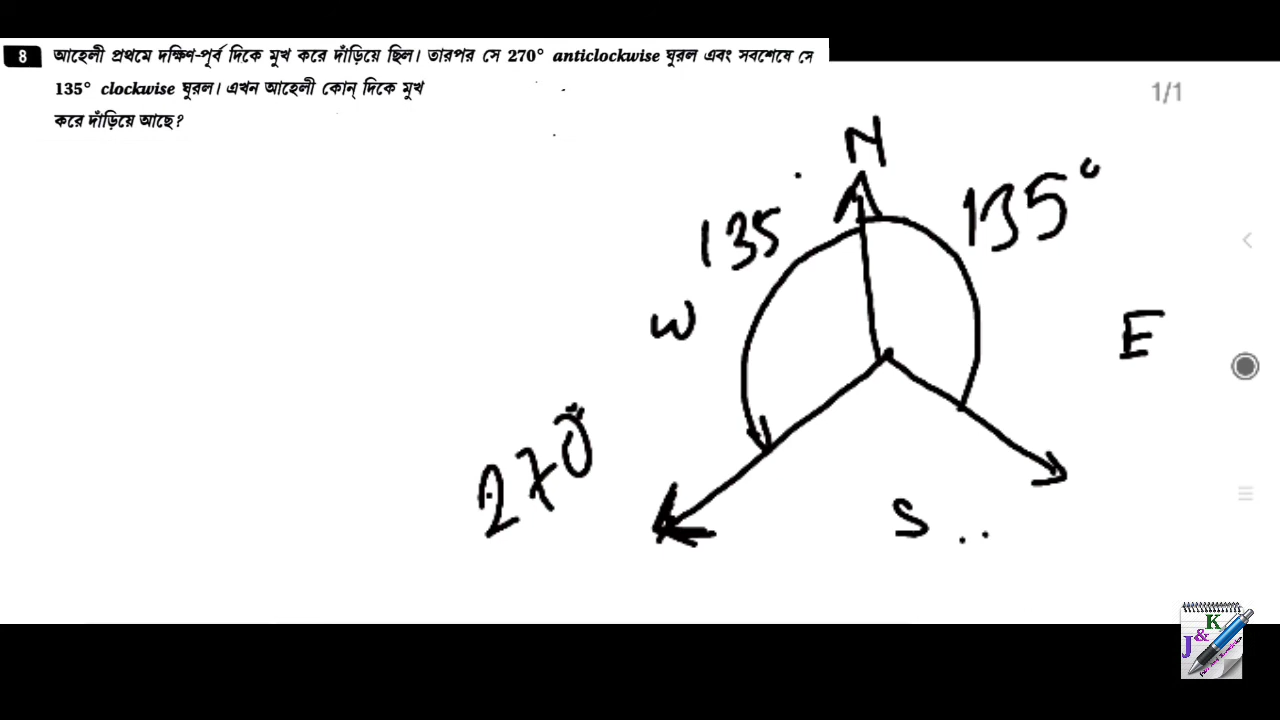 8 আহেলী প্রথমে দক্ষিণ-পূর্ব দিকে মুখ করে দাঁড়িয়ে ছিল। তারপর সে 270° anticlockwise ঘুরল এবং সবশেষে সে
135° clockwise ঘুরল। এখন আহেলী কোন্ দিকে মুখ
করে দাঁড়িয়ে আছে?
1/1
N
135 135°
W E
270°
S
J&K